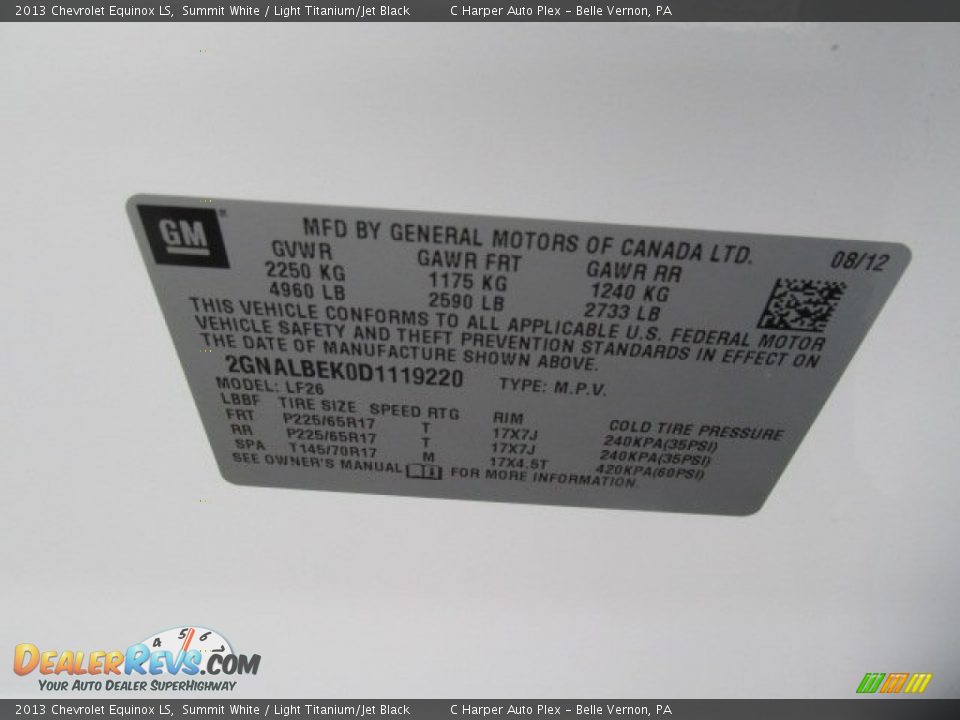 2013 Chevrolet Equinox LS, Summit White / Light Titanium/Jet Black C Harper Auto Plex - Belle Vernon, PA
GM
MFD BY GENERAL MOTORS OF CANADA LTD. 08/12
GVWR GAWR FRT GAWR RR
2250 KG 1175 KG 1240 KG
4960 LB 2590 LB 2733 LB
THIS VEHICLE CONFORMS TO ALL APPLICABLE U.S. FEDERAL MOTOR
VEHICLE SAFETY AND THEFT PREVENTION STANDARDS IN EFFECT ON
THE DATE OF MANUFACTURE SHOWN ABOVE.
2GNALBEK0D1119220 TYPE: M.P.V.
MODEL: LF26
LBBF TIRE SIZE SPEED RTG RIM COLD TIRE PRESSURE
FRT P225/65R17 T 17X7J 240KPA(35PSI)
RR P225/65R17 T 17X7J 240KPA(35PSI)
SPA T145/70R17 M 17X4.5T 420KPA(60PSI)
SEE OWNER'S MANUAL FOR MORE INFORMATION.
4 5 6
DEALERREVS.COM
YOUR AUTO DEALER SUPERHIGHWAY
2013 Chevrolet Equinox LS, Summit White / Light Titanium/Jet Black C Harper Auto Plex - Belle Vernon, PA